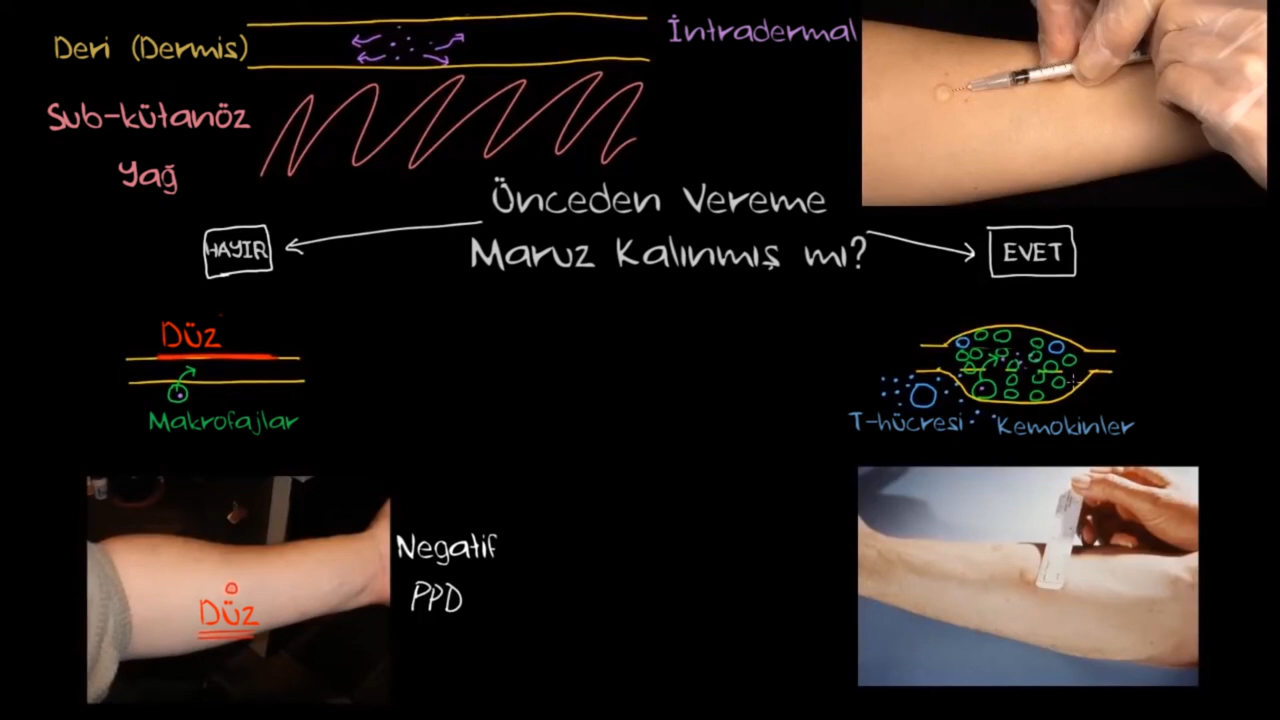 Deri (Dermis)
İntradermal
Sub-kütanöz
Yağ
Önceden Vereme
Maruz Kalınmış mı?
HAYIR
EVET
DÜZ
Makrofajlar
T-hücresi
Kemokinler
Negatif
PPD
DÜZ